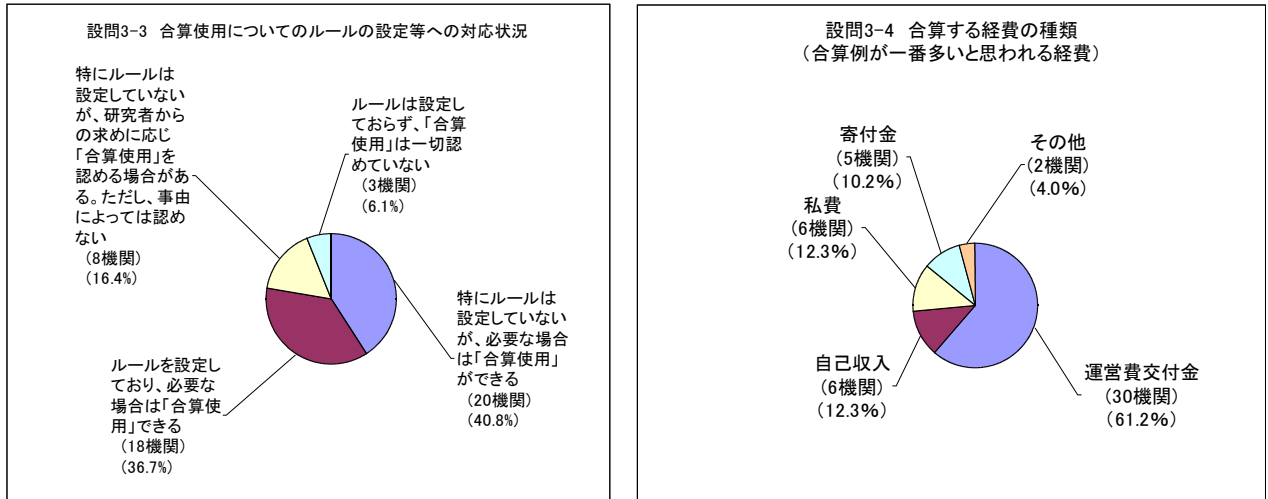 設問3-3 合算使用についてのルールの設定等への対応状況
特にルールは
設定していない
が、研究者から
の求めに応じ
「合算使用」を
認める場合があ
る。ただし、事由
によっては認め
ない
(8機関)
(16.4%)
ルールは設定し
ておらず、「合算
使用」は一切認
めていない
(3機関)
(6.1%)
特にルールは
設定していない
が、必要な場合
は「合算使用」
ができる
(20機関)
(40.8%)
ルールを設定し
ており、必要な
場合は「合算使
用」できる
(18機関)
(36.7%)
設問3-4 合算する経費の種類
(合算例が一番多いと思われる経費)
寄付金
(5機関)
(10.2%)
その他
(2機関)
(4.0%)
私費
(6機関)
(12.3%)
自己収入
(6機関)
(12.3%)
運営費交付金
(30機関)
(61.2%)